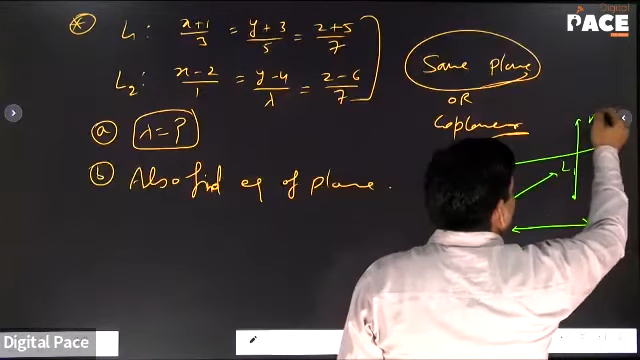 * L₁: x+1/3 = y+3/5 = z+5/7
L₂: x-2/1 = y-4/λ = z-6/7
Same plane
OR
Coplanar
(a) λ = ?
(b) Also find eq of plane.
L₁
Digital
PACE
Digital Pace